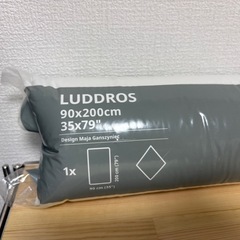 LUDDROS
90x200cm
35x79"
Design Maja Ganszyniec
1x